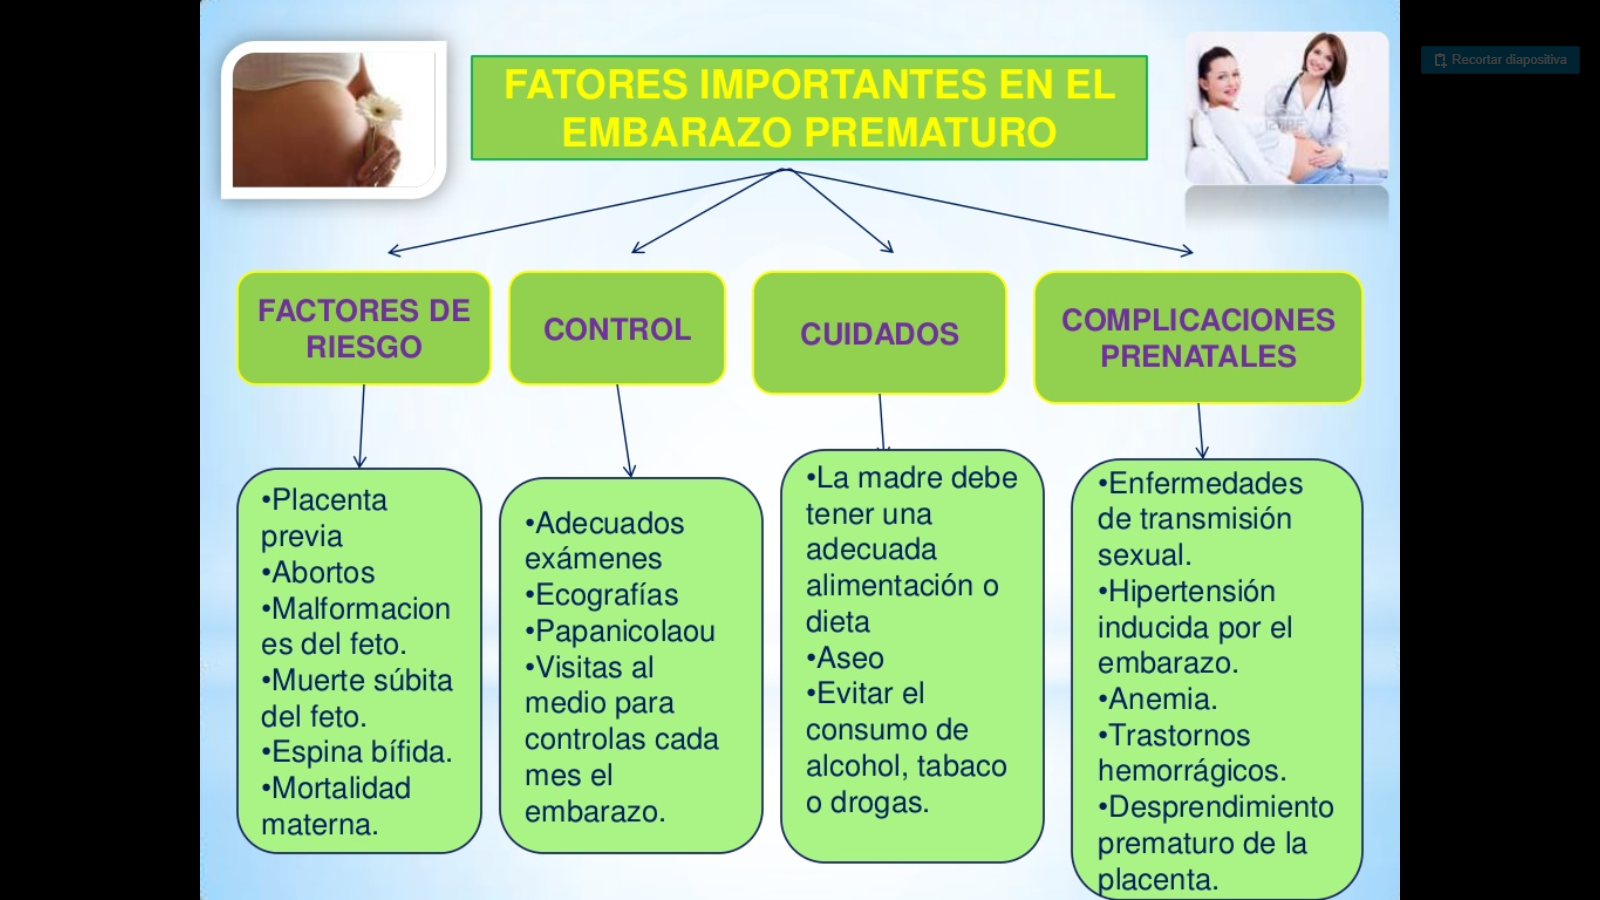 Recortar diapositiva
FATORES IMPORTANTES EN EL
EMBARAZO PREMATURO
FACTORES DE
RIESGO
CONTROL
CUIDADOS
COMPLICACIONES
PRENATALES
•Placenta
previa
•Abortos
•Malformacion
es del feto.
•Muerte súbita
del feto.
•Espina bífida.
•Mortalidad
materna.
•Adecuados
exámenes
•Ecografías
•Papanicolaou
•Visitas al
medio para
controlas cada
mes el
embarazo.
•La madre debe
tener una
adecuada
alimentación o
dieta
•Aseo
•Evitar el
consumo de
alcohol, tabaco
o drogas.
•Enfermedades
de transmisión
sexual.
•Hipertensión
inducida por el
embarazo.
•Anemia.
•Trastornos
hemorrágicos.
•Desprendimiento
prematuro de la
placenta.